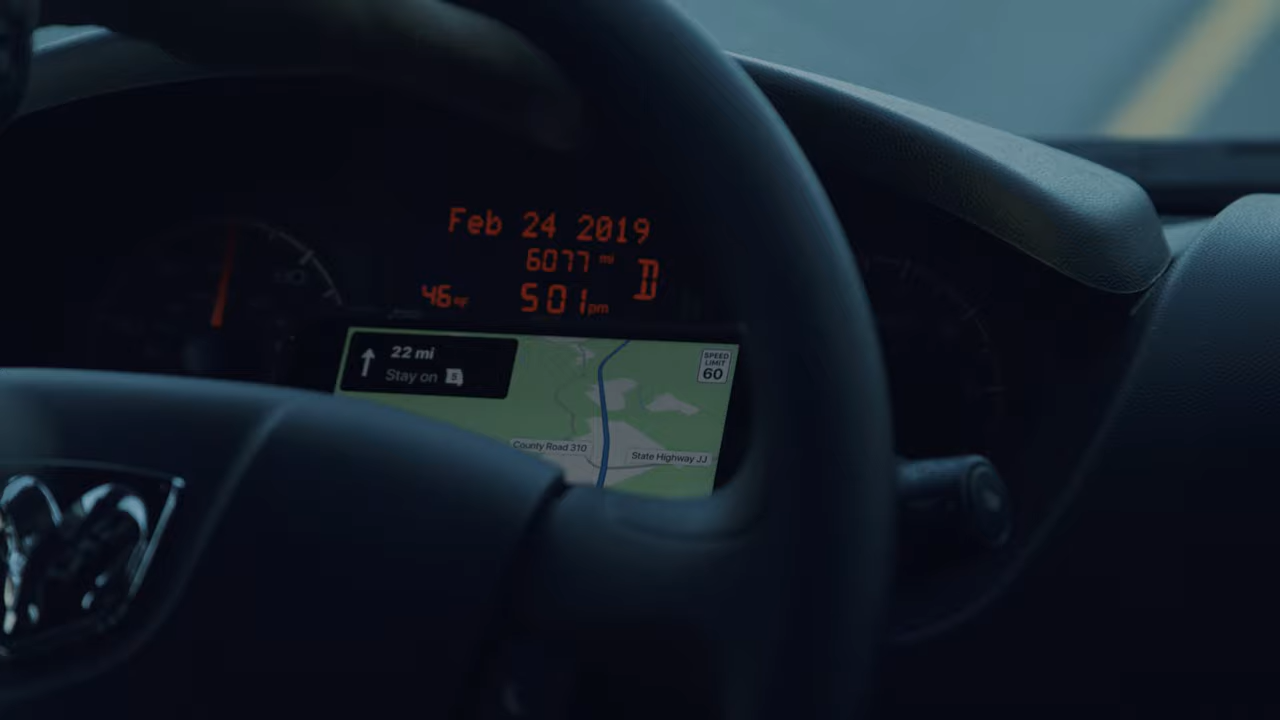 Feb 24 2019
6077 mi
D
46°F
501pm
22 mi
Stay on 5
SPEED
LIMIT
60
County Road 310
State Highway JJ